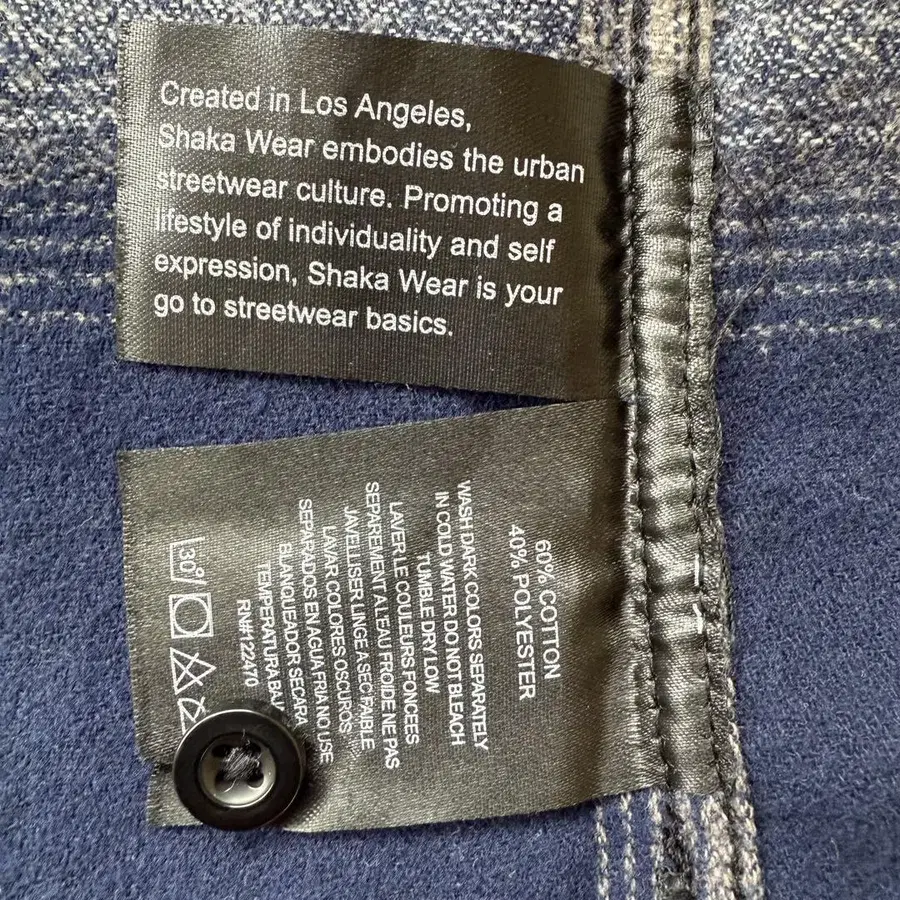 Created in Los Angeles,
Shaka Wear embodies the urban
streetwear culture. Promoting a
lifestyle of individuality and self
expression, Shaka Wear is your
go to streetwear basics.
60% COTTON
40% POLYESTER
WASH DARK COLORS SEPARATELY
IN COLD WATER DO NOT BLEACH
TUMBLE DRY LOW
LAVER LE COULEURS FONCEES
SEPAREMENT A L'EAU FROIDE NE PAS
JAVELLISER LINGE A SECI FAIBLE
LAVAR COLORES OSCUROS
SEPARADOS EN AGUA FRIA NO USE
BLANQUEADOR SECAR A
TEMPERATURA
RN#122470
30°